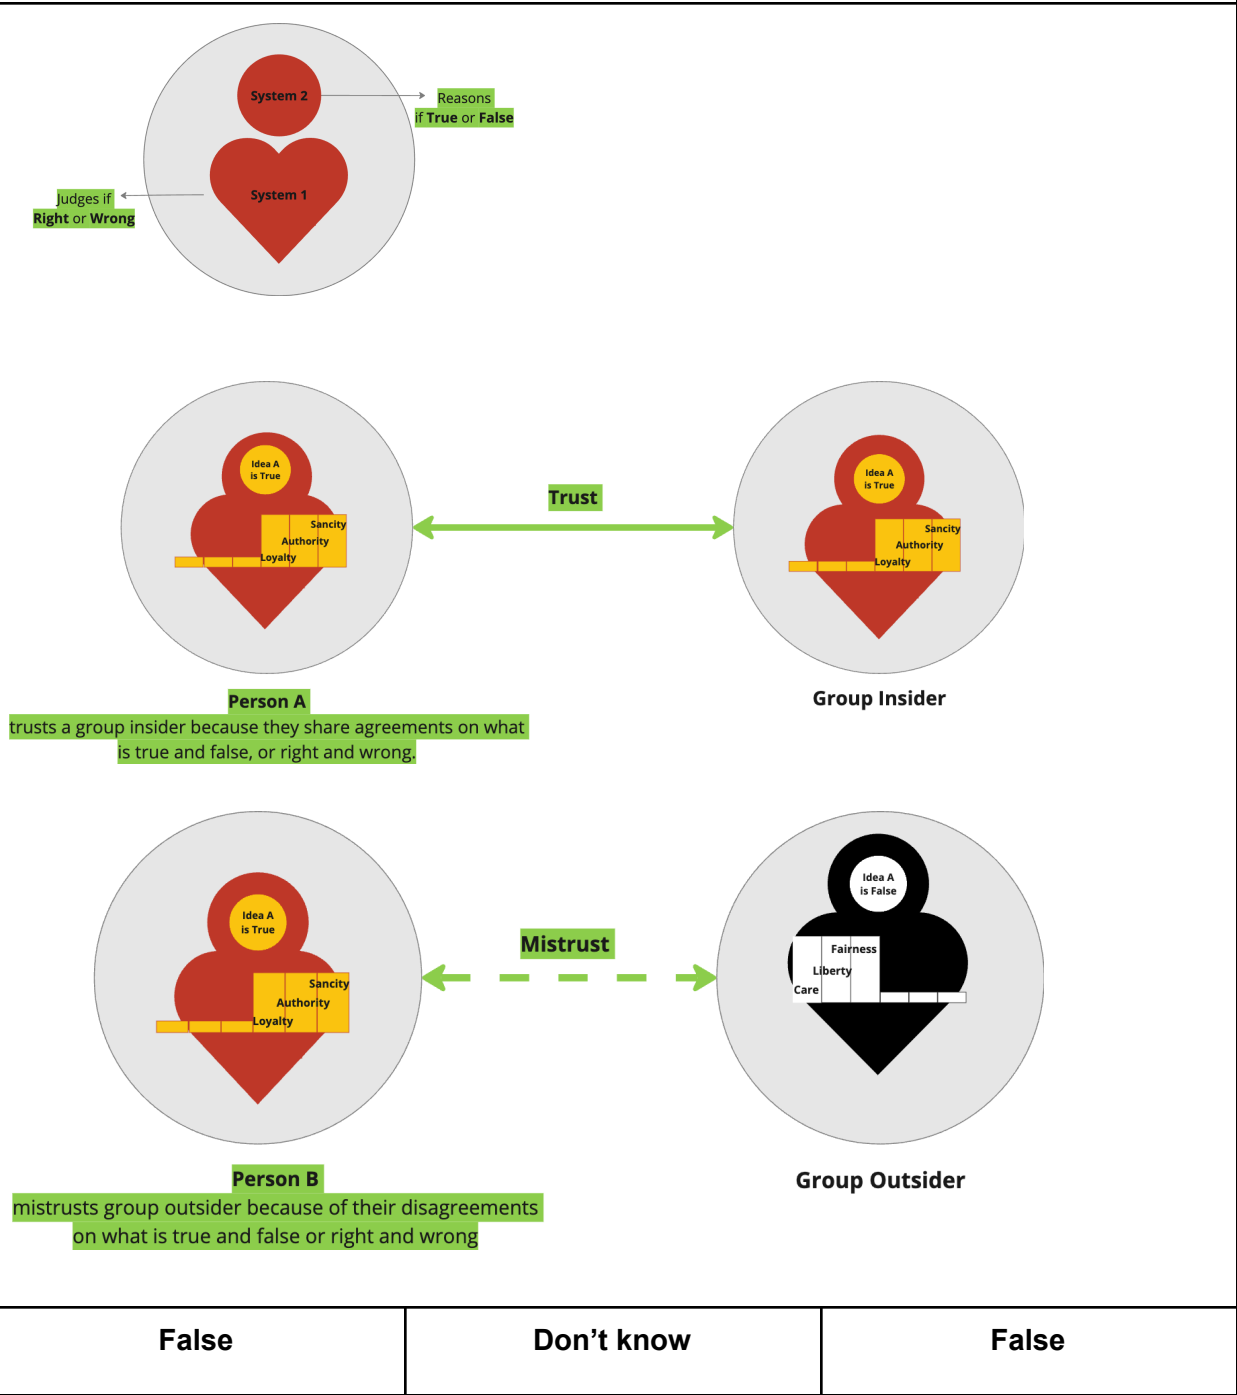 System 2
Reasons
if True or False
Judges if
Right or Wrong
System 1
Idea A
is True
Sancity
Authority
Loyalty
Trust
Idea A
is True
Sancity
Authority
Loyalty
Person A
trusts a group insider because they share agreements on what
is true and false, or right and wrong.
Group Insider
Idea A
is True
Sancity
Authority
Loyalty
Mistrust
Idea A
is False
Fairness
Liberty
Care
Person B
mistrusts group outsider because of their disagreements
on what is true and false or right and wrong
Group Outsider
False
Don’t know
False